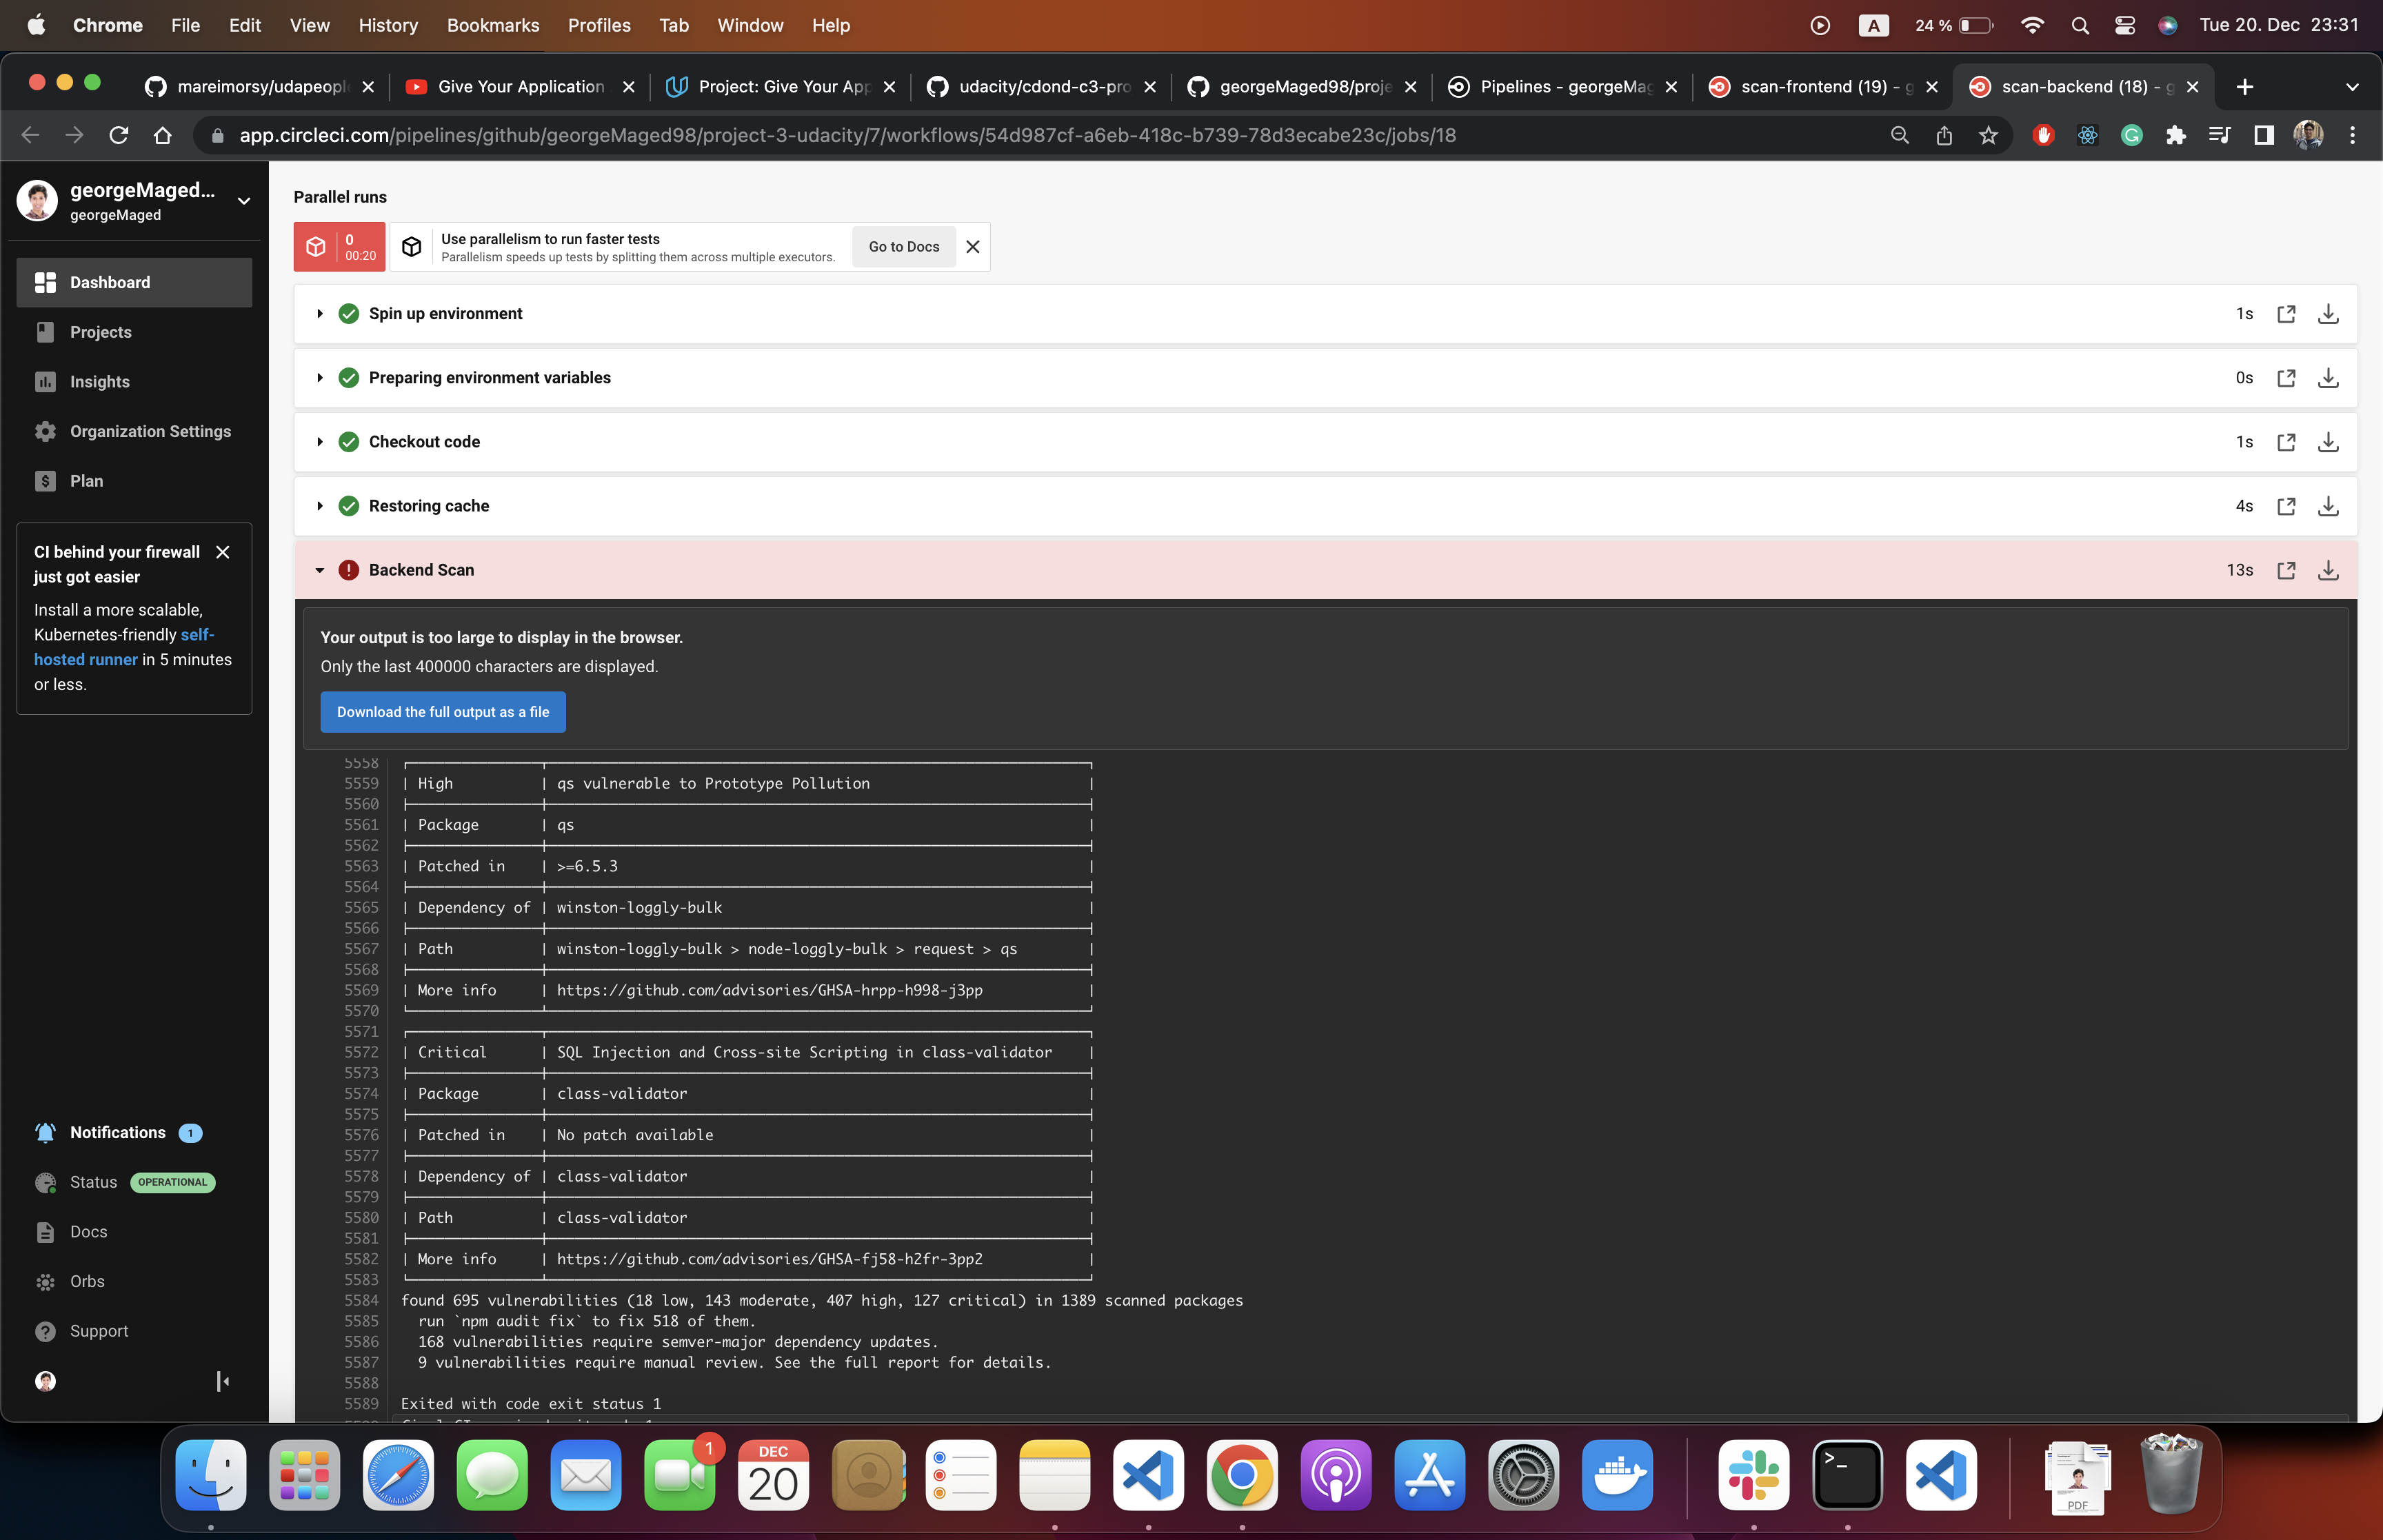 Chrome File Edit View History Bookmarks Profiles Tab Window Help
A 24 % Tue 20. Dec 23:31
mareimorsy/udapeopl
Give Your Application
Project: Give Your App
udacity/cdond-c3-pro
georgeMaged98/proje
Pipelines - georgeMag
scan-frontend (19) - g
scan-backend (18) - g
app.circleci.com/pipelines/github/georgeMaged98/project-3-udacity/7/workflows/54d987cf-a6eb-418c-b739-78d3ecabe23c/jobs/18
georgeMaged...
georgeMaged
Dashboard
Projects
Insights
Organization Settings
Plan
CI behind your firewall
just got easier
Install a more scalable,
Kubernetes-friendly self-
hosted runner in 5 minutes
or less.
Notifications 1
Status OPERATIONAL
Docs
Orbs
Support
Parallel runs
0
00:20
Use parallelism to run faster tests
Parallelism speeds up tests by splitting them across multiple executors.
Go to Docs
Spin up environment 1s
Preparing environment variables 0s
Checkout code 1s
Restoring cache 4s
Backend Scan 13s
Your output is too large to display in the browser.
Only the last 400000 characters are displayed.
Download the full output as a file
5558
5559 | High | qs vulnerable to Prototype Pollution |
5560
5561 | Package | qs |
5562
5563 | Patched in | >=6.5.3 |
5564
5565 | Dependency of | winston-loggly-bulk |
5566
5567 | Path | winston-loggly-bulk > node-loggly-bulk > request > qs |
5568
5569 | More info | https://github.com/advisories/GHSA-hrpp-h998-j3pp |
5570
5571
5572 | Critical | SQL Injection and Cross-site Scripting in class-validator |
5573
5574 | Package | class-validator |
5575
5576 | Patched in | No patch available |
5577
5578 | Dependency of | class-validator |
5579
5580 | Path | class-validator |
5581
5582 | More info | https://github.com/advisories/GHSA-fj58-h2fr-3pp2 |
5583
5584 found 695 vulnerabilities (18 low, 143 moderate, 407 high, 127 critical) in 1389 scanned packages
5585 run `npm audit fix` to fix 518 of them.
5586 168 vulnerabilities require semver-major dependency updates.
5587 9 vulnerabilities require manual review. See the full report for details.
5588
5589 Exited with code exit status 1
1
DEC
20
PDF